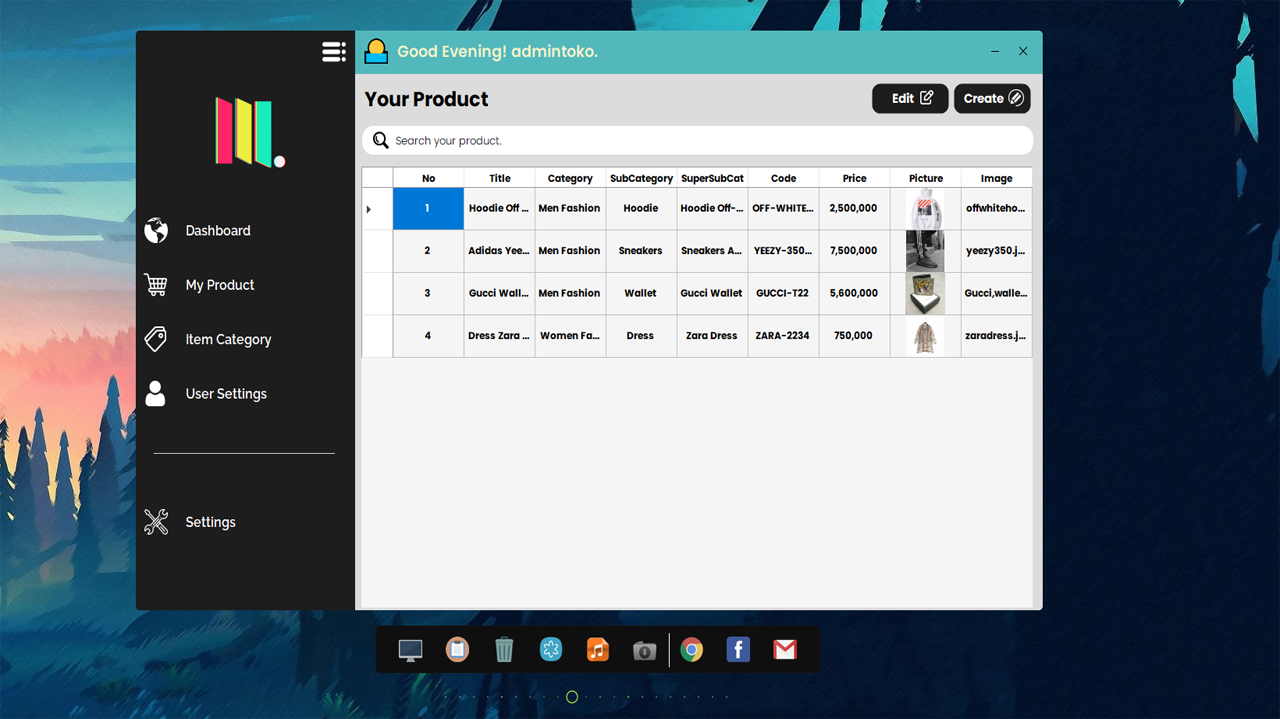 Good Evening! admintoko.
Your Product
Edit
Create
Search your product.
No Title Category SubCategory SuperSubCat Code Price Picture Image
1 Hoodie Off ... Men Fashion Hoodie Hoodie Off-... OFF-WHITE... 2,500,000 offwhiteho...
2 Adidas Yee... Men Fashion Sneakers Sneakers A... YEEZY-350... 7,500,000 yeezy350.j...
3 Gucci Wall... Men Fashion Wallet Gucci Wallet GUCCI-T22 5,600,000 Gucci,walle...
4 Dress Zara ... Women Fa... Dress Zara Dress ZARA-2234 750,000 zaradress.j...
Dashboard
My Product
Item Category
User Settings
Settings